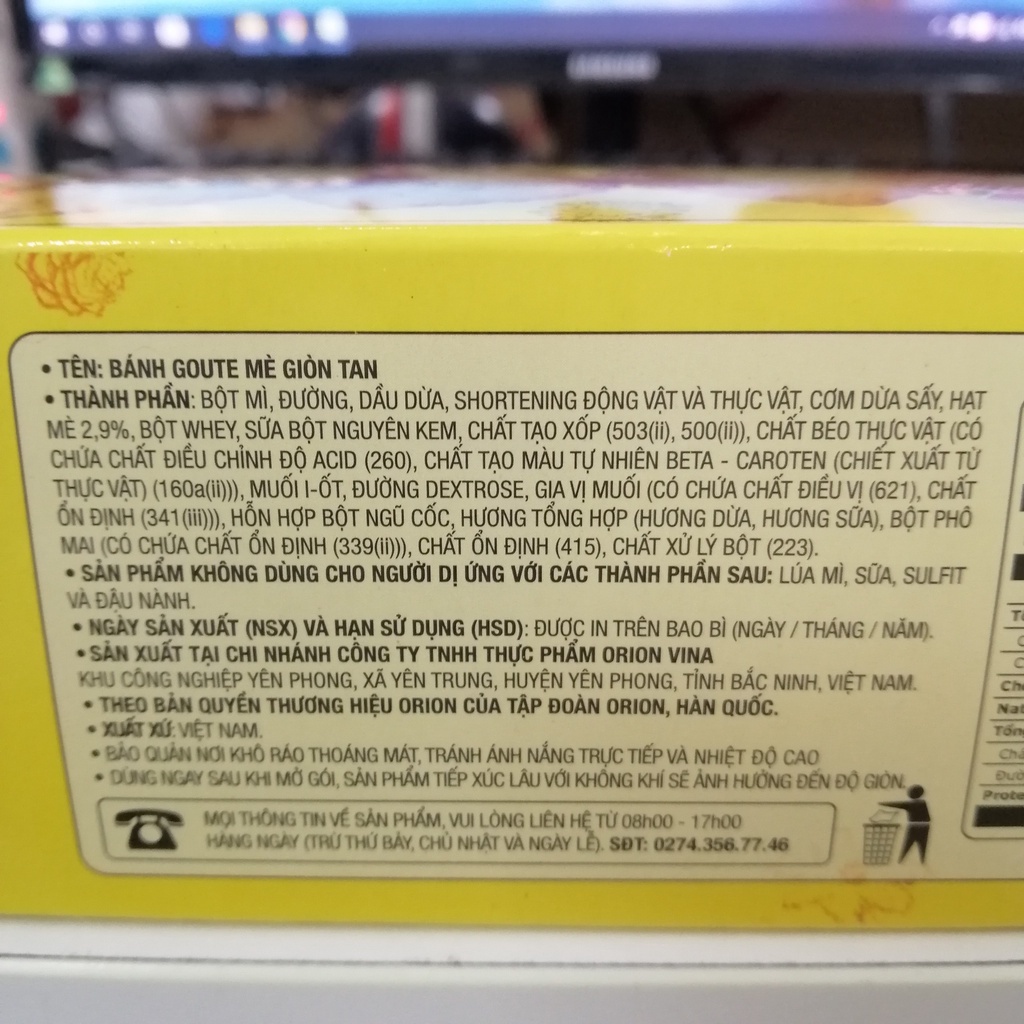 • TÊN: BÁNH GOUTE MÈ GIÒN TAN
• THÀNH PHẦN: BỘT MÌ, ĐƯỜNG, DẦU DỪA, SHORTENING ĐỘNG VẬT VÀ THỰC VẬT, CƠM DỪA SẤY, HẠT
MÈ 2,9%, BỘT WHEY, SỮA BỘT NGUYÊN KEM, CHẤT TẠO XỐP (503(ii), 500(ii)), CHẤT BÉO THỰC VẬT (CÓ
CHỨA CHẤT ĐIỀU CHỈNH ĐỘ ACID (260), CHẤT TẠO MÀU TỰ NHIÊN BETA - CAROTEN (CHIẾT XUẤT TỪ
THỰC VẬT) (160a(ii))), MUỐI I-ỐT, ĐƯỜNG DEXTROSE, GIA VỊ MUỐI (CÓ CHỨA CHẤT ĐIỀU VỊ (621), CHẤT
ỔN ĐỊNH (341(iii))), HỖN HỢP BỘT NGŨ CỐC, HƯƠNG TỔNG HỢP (HƯƠNG DỪA, HƯƠNG SỮA), BỘT PHÔ
MAI (CÓ CHỨA CHẤT ỔN ĐỊNH (339(ii))), CHẤT ỔN ĐỊNH (415), CHẤT XỬ LÝ BỘT (223).
• SẢN PHẨM KHÔNG DÙNG CHO NGƯỜI DỊ ỨNG VỚI CÁC THÀNH PHẦN SAU: LÚA MÌ, SỮA, SULFIT
VÀ ĐẬU NÀNH.
• NGÀY SẢN XUẤT (NSX) VÀ HẠN SỬ DỤNG (HSD): ĐƯỢC IN TRÊN BAO BÌ (NGÀY / THÁNG / NĂM).
• SẢN XUẤT TẠI CHI NHÁNH CÔNG TY TNHH THỰC PHẨM ORION VINA
KHU CÔNG NGHIỆP YÊN PHONG, XÃ YÊN TRUNG, HUYỆN YÊN PHONG, TỈNH BẮC NINH, VIỆT NAM.
• THEO BẢN QUYỀN THƯƠNG HIỆU ORION CỦA TẬP ĐOÀN ORION, HÀN QUỐC.
• XUẤT XỨ: VIỆT NAM.
• BẢO QUẢN NƠI KHÔ RÁO THOÁNG MÁT, TRÁNH ÁNH NẮNG TRỰC TIẾP VÀ NHIỆT ĐỘ CAO
• DÙNG NGAY SAU KHI MỞ GÓI, SẢN PHẨM TIẾP XÚC LÂU VỚI KHÔNG KHÍ SẼ ẢNH HƯỞNG ĐẾN ĐỘ GIÒN.
MỌI THÔNG TIN VỀ SẢN PHẨM, VUI LÒNG LIÊN HỆ TỪ 08h00 - 17h00
HÀNG NGÀY (TRỪ THỨ BẢY, CHỦ NHẬT VÀ NGÀY LỄ). SĐT: 0274.356.77.46